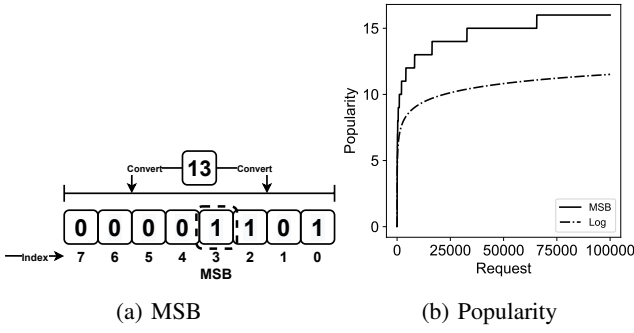 13
Convert
Convert
0 0 0 0 1 1 0 1
Index 7 6 5 4 3 2 1 0
MSB
(a) MSB
Popularity
15
10
5
0
MSB
Log
0 25000 50000 75000 100000
Request
(b) Popularity